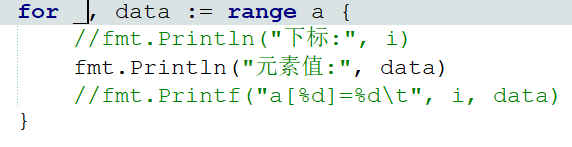 for _, data := range a {
//fmt.Println("下标:", i)
fmt.Println("元素值:", data)
//fmt.Printf("a[%d]=%d\t", i, data)
}